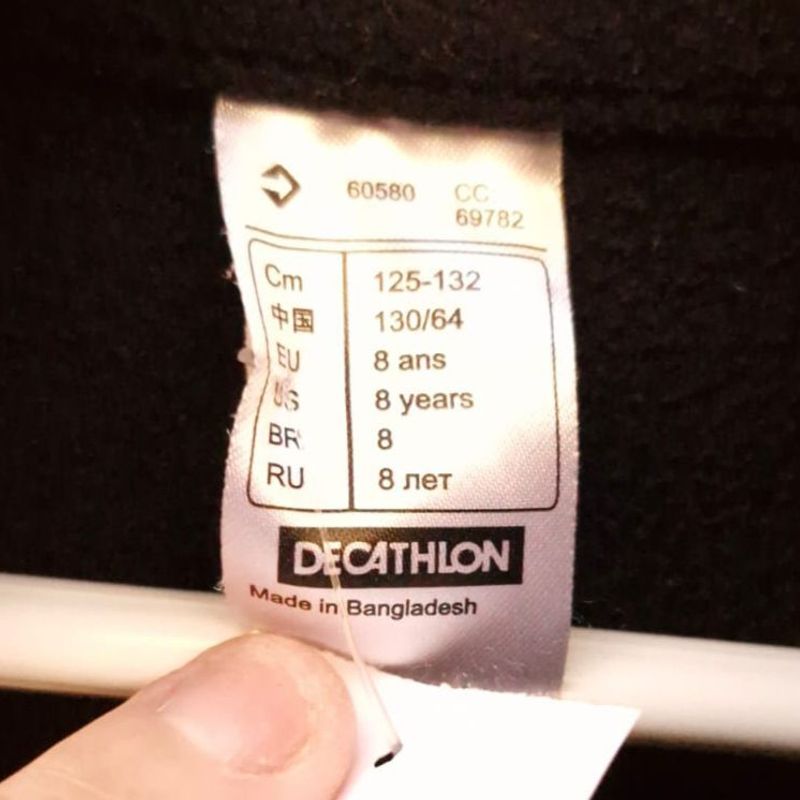 60580 CC
69782
Cm 125-132
中国 130/64
EU 8 ans
US 8 years
BR 8
RU 8 лет
DECATHLON
Made in Bangladesh